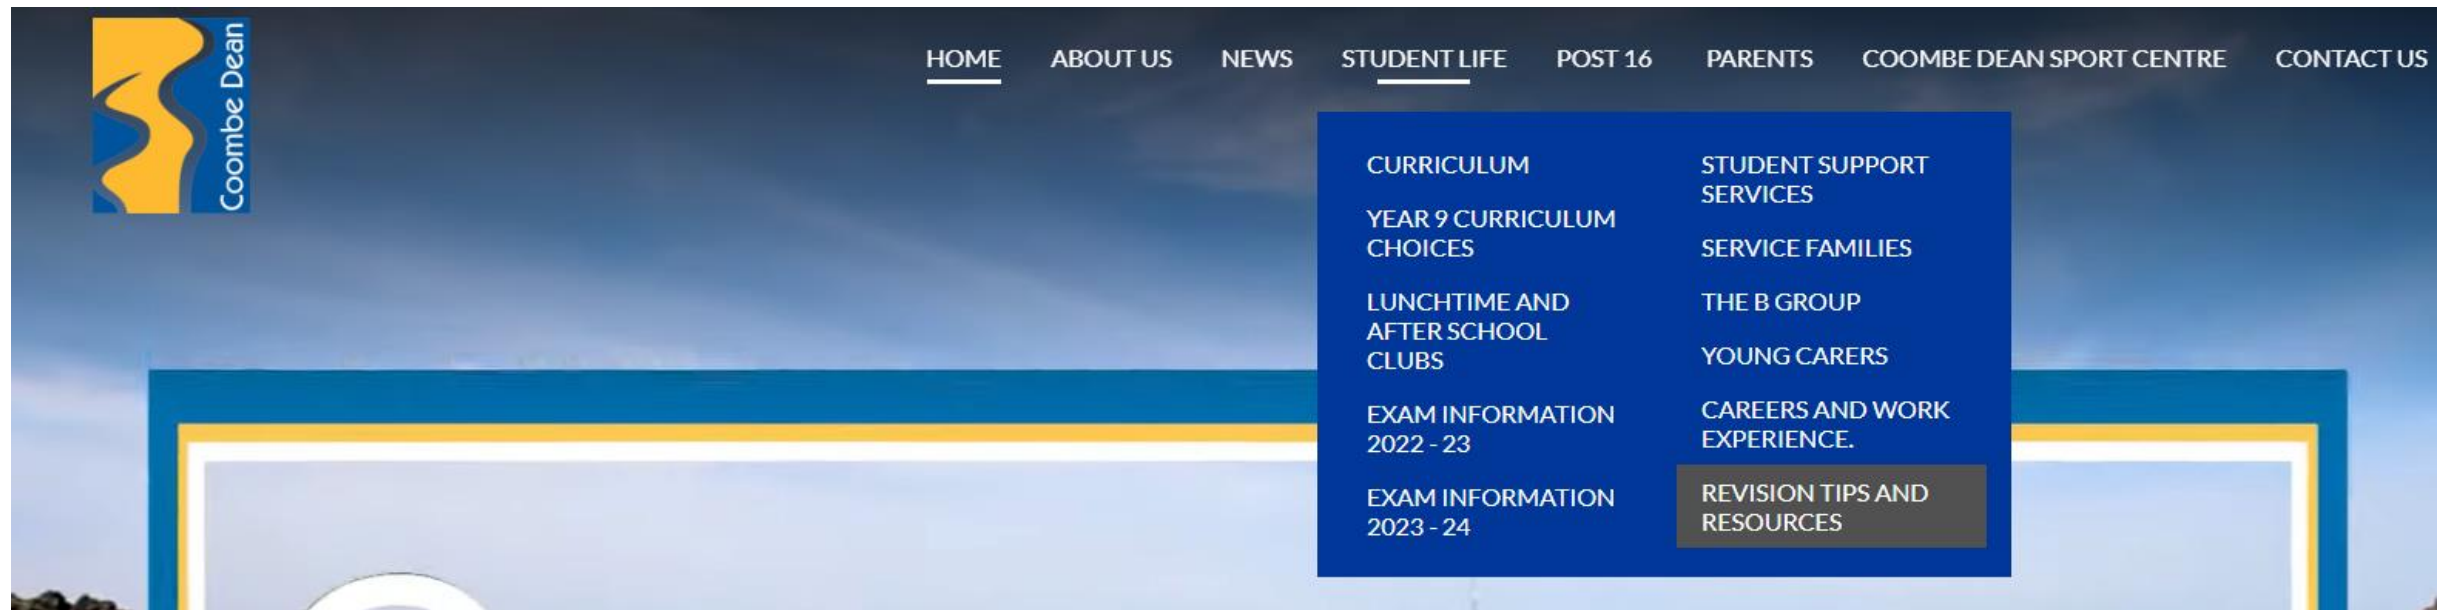 Coombe Dean
HOME ABOUT US NEWS STUDENT LIFE POST 16 PARENTS COOMBE DEAN SPORT CENTRE CONTACT US
CURRICULUM
YEAR 9 CURRICULUM
CHOICES
LUNCHTIME AND
AFTER SCHOOL
CLUBS
EXAM INFORMATION
2022 - 23
EXAM INFORMATION
2023 - 24
STUDENT SUPPORT
SERVICES
SERVICE FAMILIES
THE B GROUP
YOUNG CARERS
CAREERS AND WORK
EXPERIENCE.
REVISION TIPS AND
RESOURCES